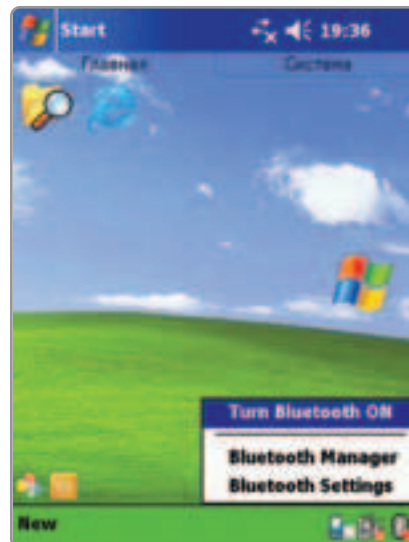 Start 19:36
Главная Система
Turn Bluetooth ON
Bluetooth Manager
Bluetooth Settings
New